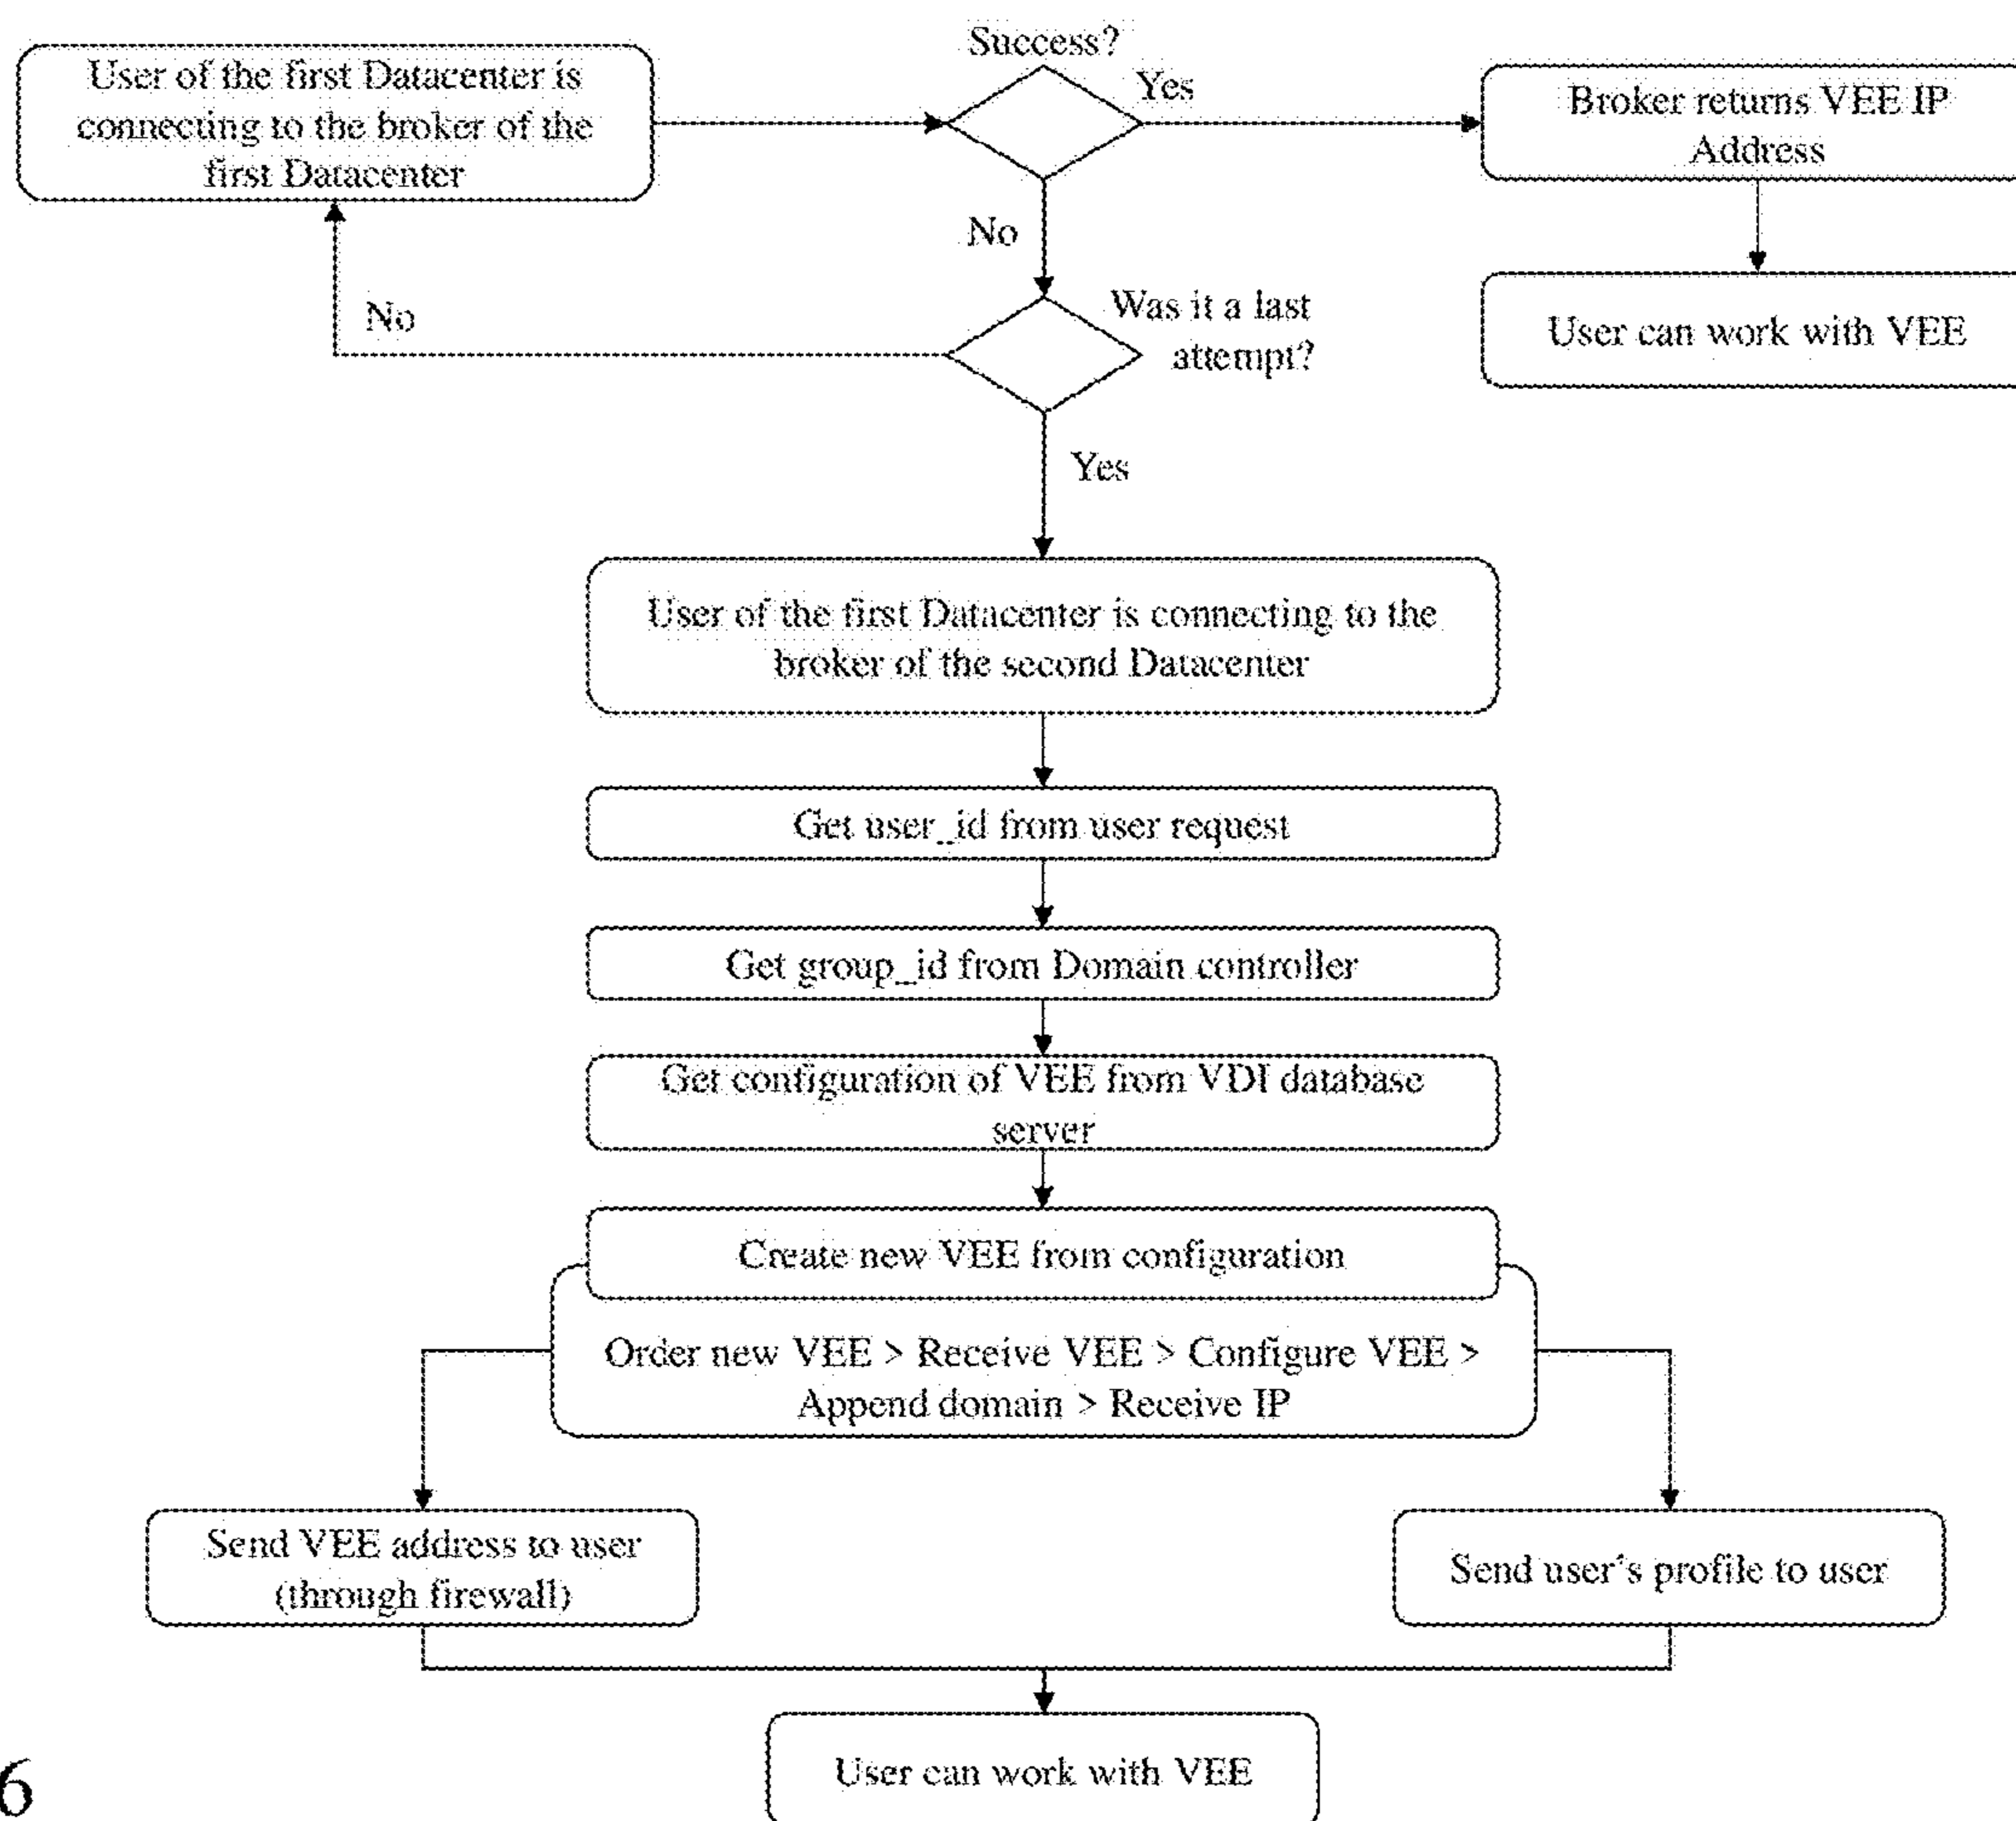 User of the first Datacenter is
connecting to the broker of the
first Datacenter
Success?
Yes
Broker returns VEE IP
Address
No
Was it a last
attempt?
No
User can work with VEE
Yes
User of the first Datacenter is connecting to the
broker of the second Datacenter
Get user_id from user request
Get group_id from Domain controller
Get configuration of VEE from VDI database
server
Create new VEE from configuration
Order new VEE > Receive VEE > Configure VEE >
Append domain > Receive IP
Send VEE address to user
(through firewall)
Send user's profile to user
User can work with VEE
6